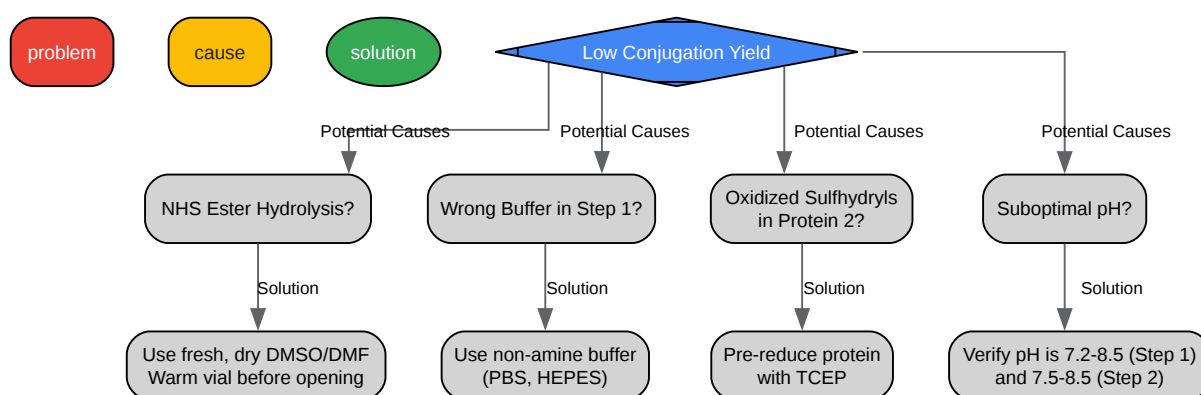 problem
cause
solution
Low Conjugation Yield
Potential Causes
Potential Causes
Potential Causes
Potential Causes
NHS Ester Hydrolysis?
Wrong Buffer in Step 1?
Oxidized Sulfhydryls
in Protein 2?
Suboptimal pH?
Solution
Solution
Solution
Solution
Use fresh, dry DMSO/DMF
Warm vial before opening
Use non-amine buffer
(PBS, HEPES)
Pre-reduce protein
with TCEP
Verify pH is 7.2-8.5 (Step 1)
and 7.5-8.5 (Step 2)